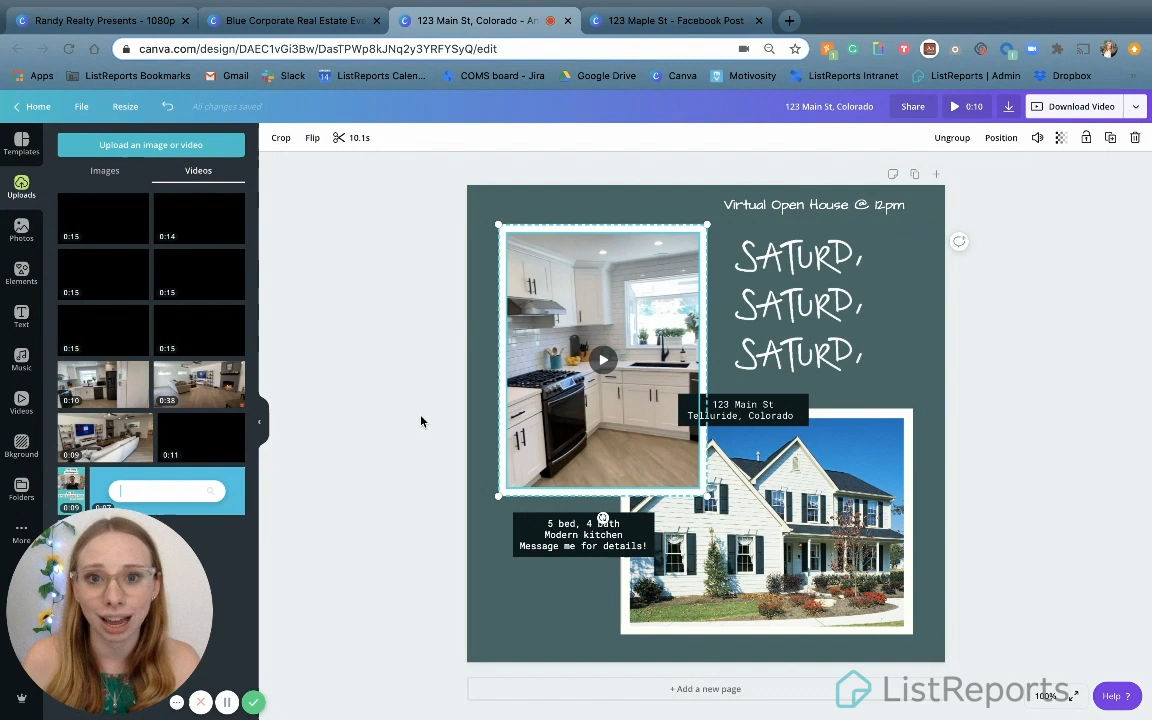 Randy Realty Presents - 1080p
Blue Corporate Real Estate Eve
123 Main St, Colorado - An
123 Maple St - Facebook Post
canva.com/design/DAEC1vGi3Bw/DasTPWp8kJNq2y3YRFYSyQ/edit
Apps
ListReports Bookmarks
Gmail
Slack
ListReports Calen...
COMS board - Jira
Google Drive
Canva
Motivosity
ListReports Intranet
ListReports | Admin
Dropbox
Home
File
Resize
All changes saved
123 Main St, Colorado
Share
0:10
Download Video
Templates
Uploads
Photos
Elements
Text
Music
Videos
Bkground
Folders
More
Upload an image or video
Images
Videos
0:15
0:14
0:15
0:15
0:15
0:15
0:10
0:38
0:09
0:11
0:09
0:07
Crop
Flip
10.1s
Ungroup
Position
Virtual Open House @ 12pm
SATURD,
SATURD,
SATURD,
123 Main St
Telluride, Colorado
5 bed, 4 bath
Modern kitchen
Message me for details!
+ Add a new page
ListReports
100%
Help ?